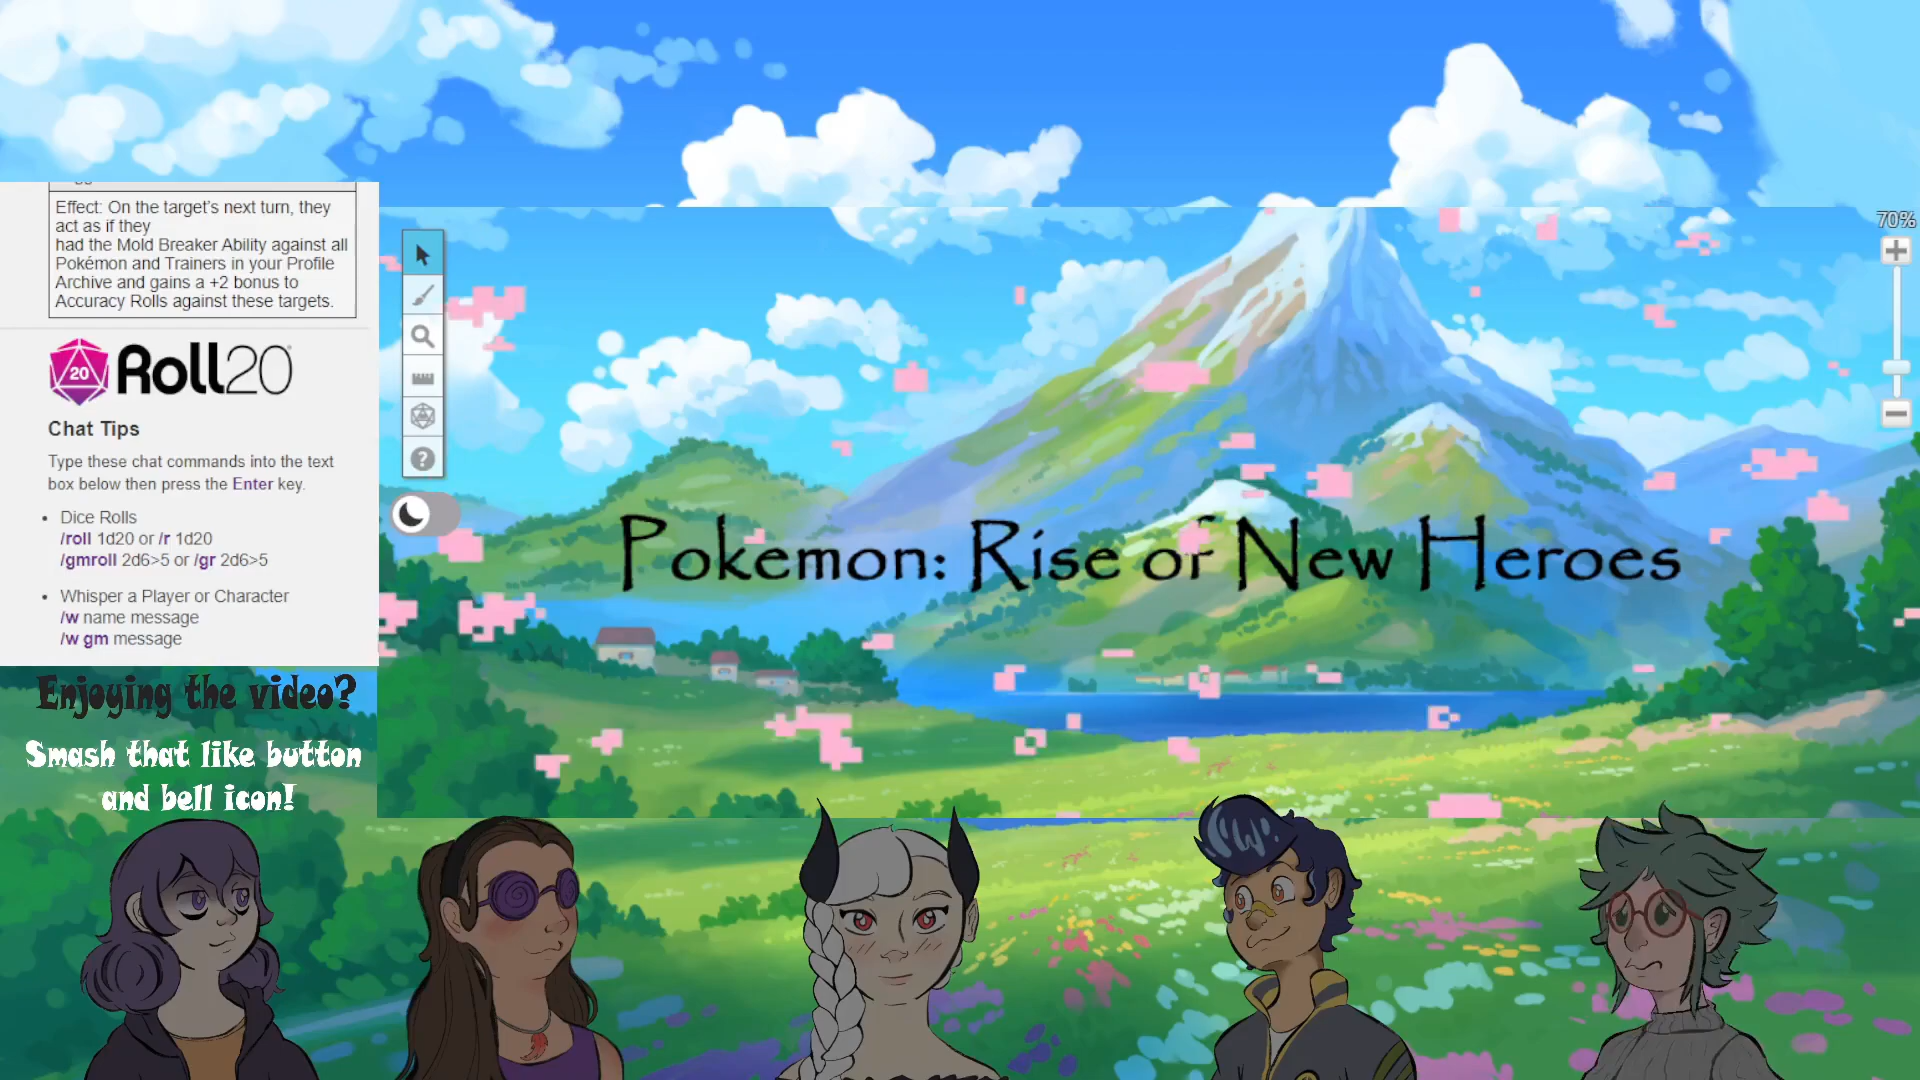 Effect: On the target's next turn, they
act as if they
had the Mold Breaker Ability against all
Pokémon and Trainers in your Profile
Archive and gains a +2 bonus to
Accuracy Rolls against these targets.
20 Roll20
Chat Tips
Type these chat commands into the text
box below then press the Enter key.
• Dice Rolls
/roll 1d20 or /r 1d20
/gmroll 2d6>5 or /gr 2d6>5
• Whisper a Player or Character
/w name message
/w gm message
Enjoying the video?
Smash that like button
and bell icon!
?
70%
Pokemon: Rise of New Heroes